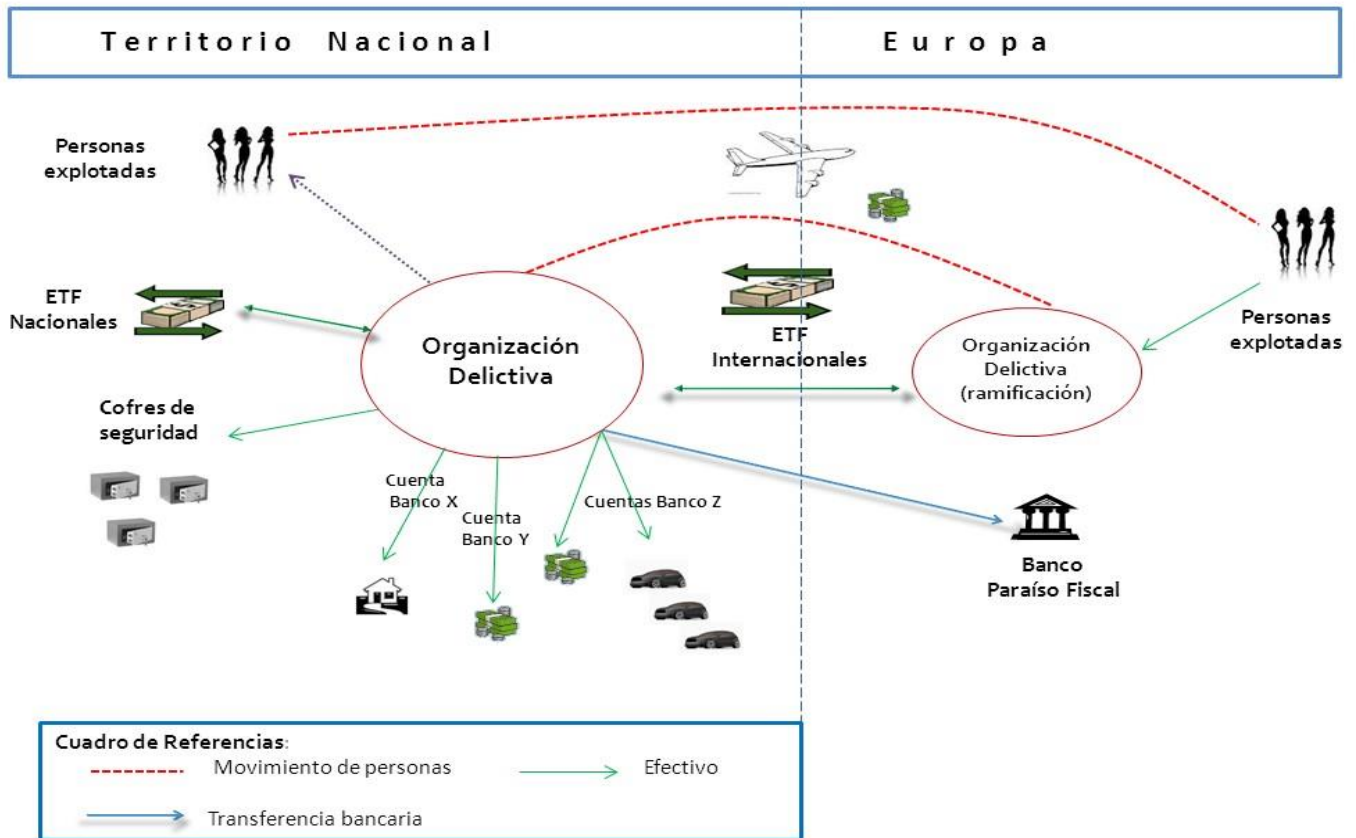 Territorio Nacional
Europa
Personas
explotadas
ETF
Nacionales
Organización
Delictiva
ETF
Internacionales
Organización
Delictiva
(ramificación)
Personas
explotadas
Cofres de
seguridad
Cuenta
Banco X
Cuenta
Banco Y
Cuentas Banco Z
Banco
Paraíso Fiscal
Cuadro de Referencias:
Movimiento de personas
Efectivo
Transferencia bancaria